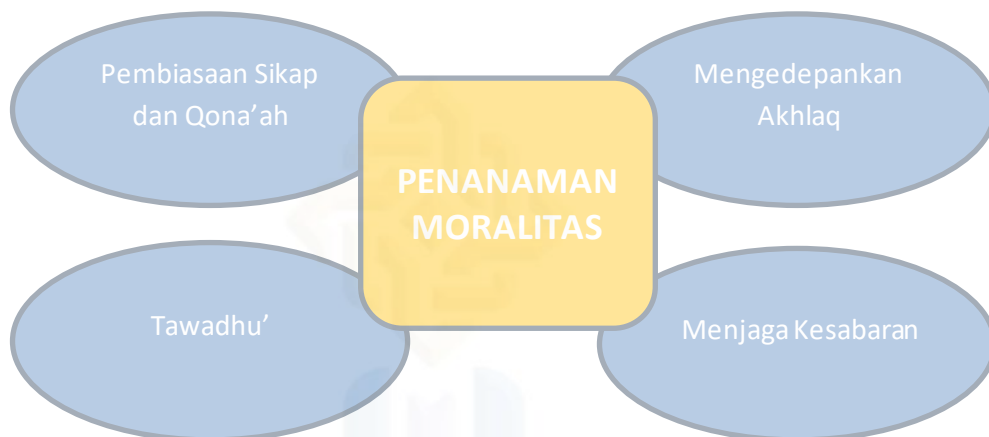 Pembiasaan Sikap
dan Qona’ah
Mengedepankan
Akhlaq
PENANAMAN
MORALITAS
Tawadhu’
Menjaga Kesabaran